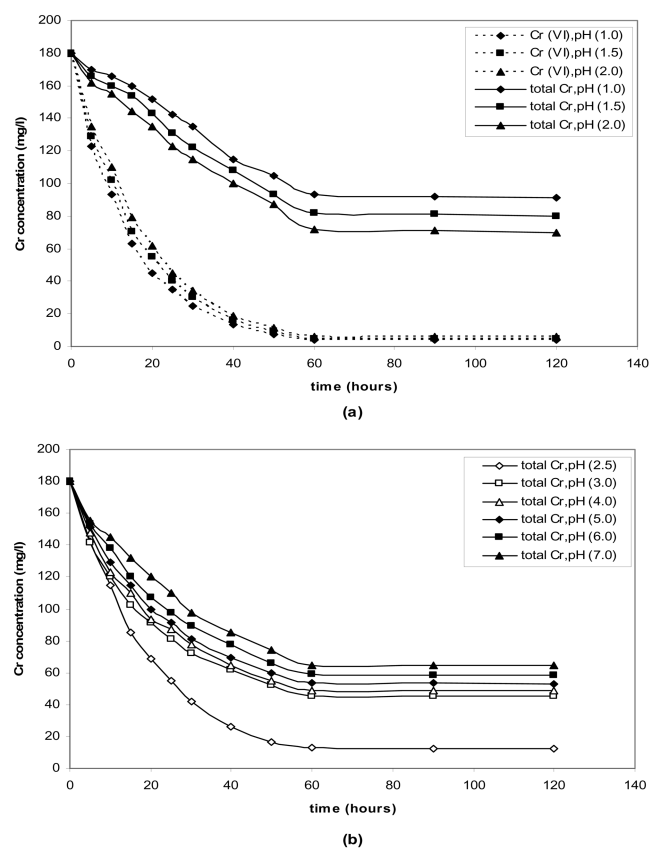 200
180
160
140
120
100
80
60
40
20
0
Cr concentration (mg/l)
Cr (VI),pH (1.0)
Cr (VI),pH (1.5)
Cr (VI),pH (2.0)
total Cr,pH (1.0)
total Cr,pH (1.5)
total Cr,pH (2.0)
0 20 40 60 80 100 120 140
time (hours)
(a)
200
180
160
140
120
100
80
60
40
20
0
Cr concentration (mg/l)
total Cr,pH (2.5)
total Cr,pH (3.0)
total Cr,pH (4.0)
total Cr,pH (5.0)
total Cr,pH (6.0)
total Cr,pH (7.0)
0 20 40 60 80 100 120 140
time (hours)
(b)